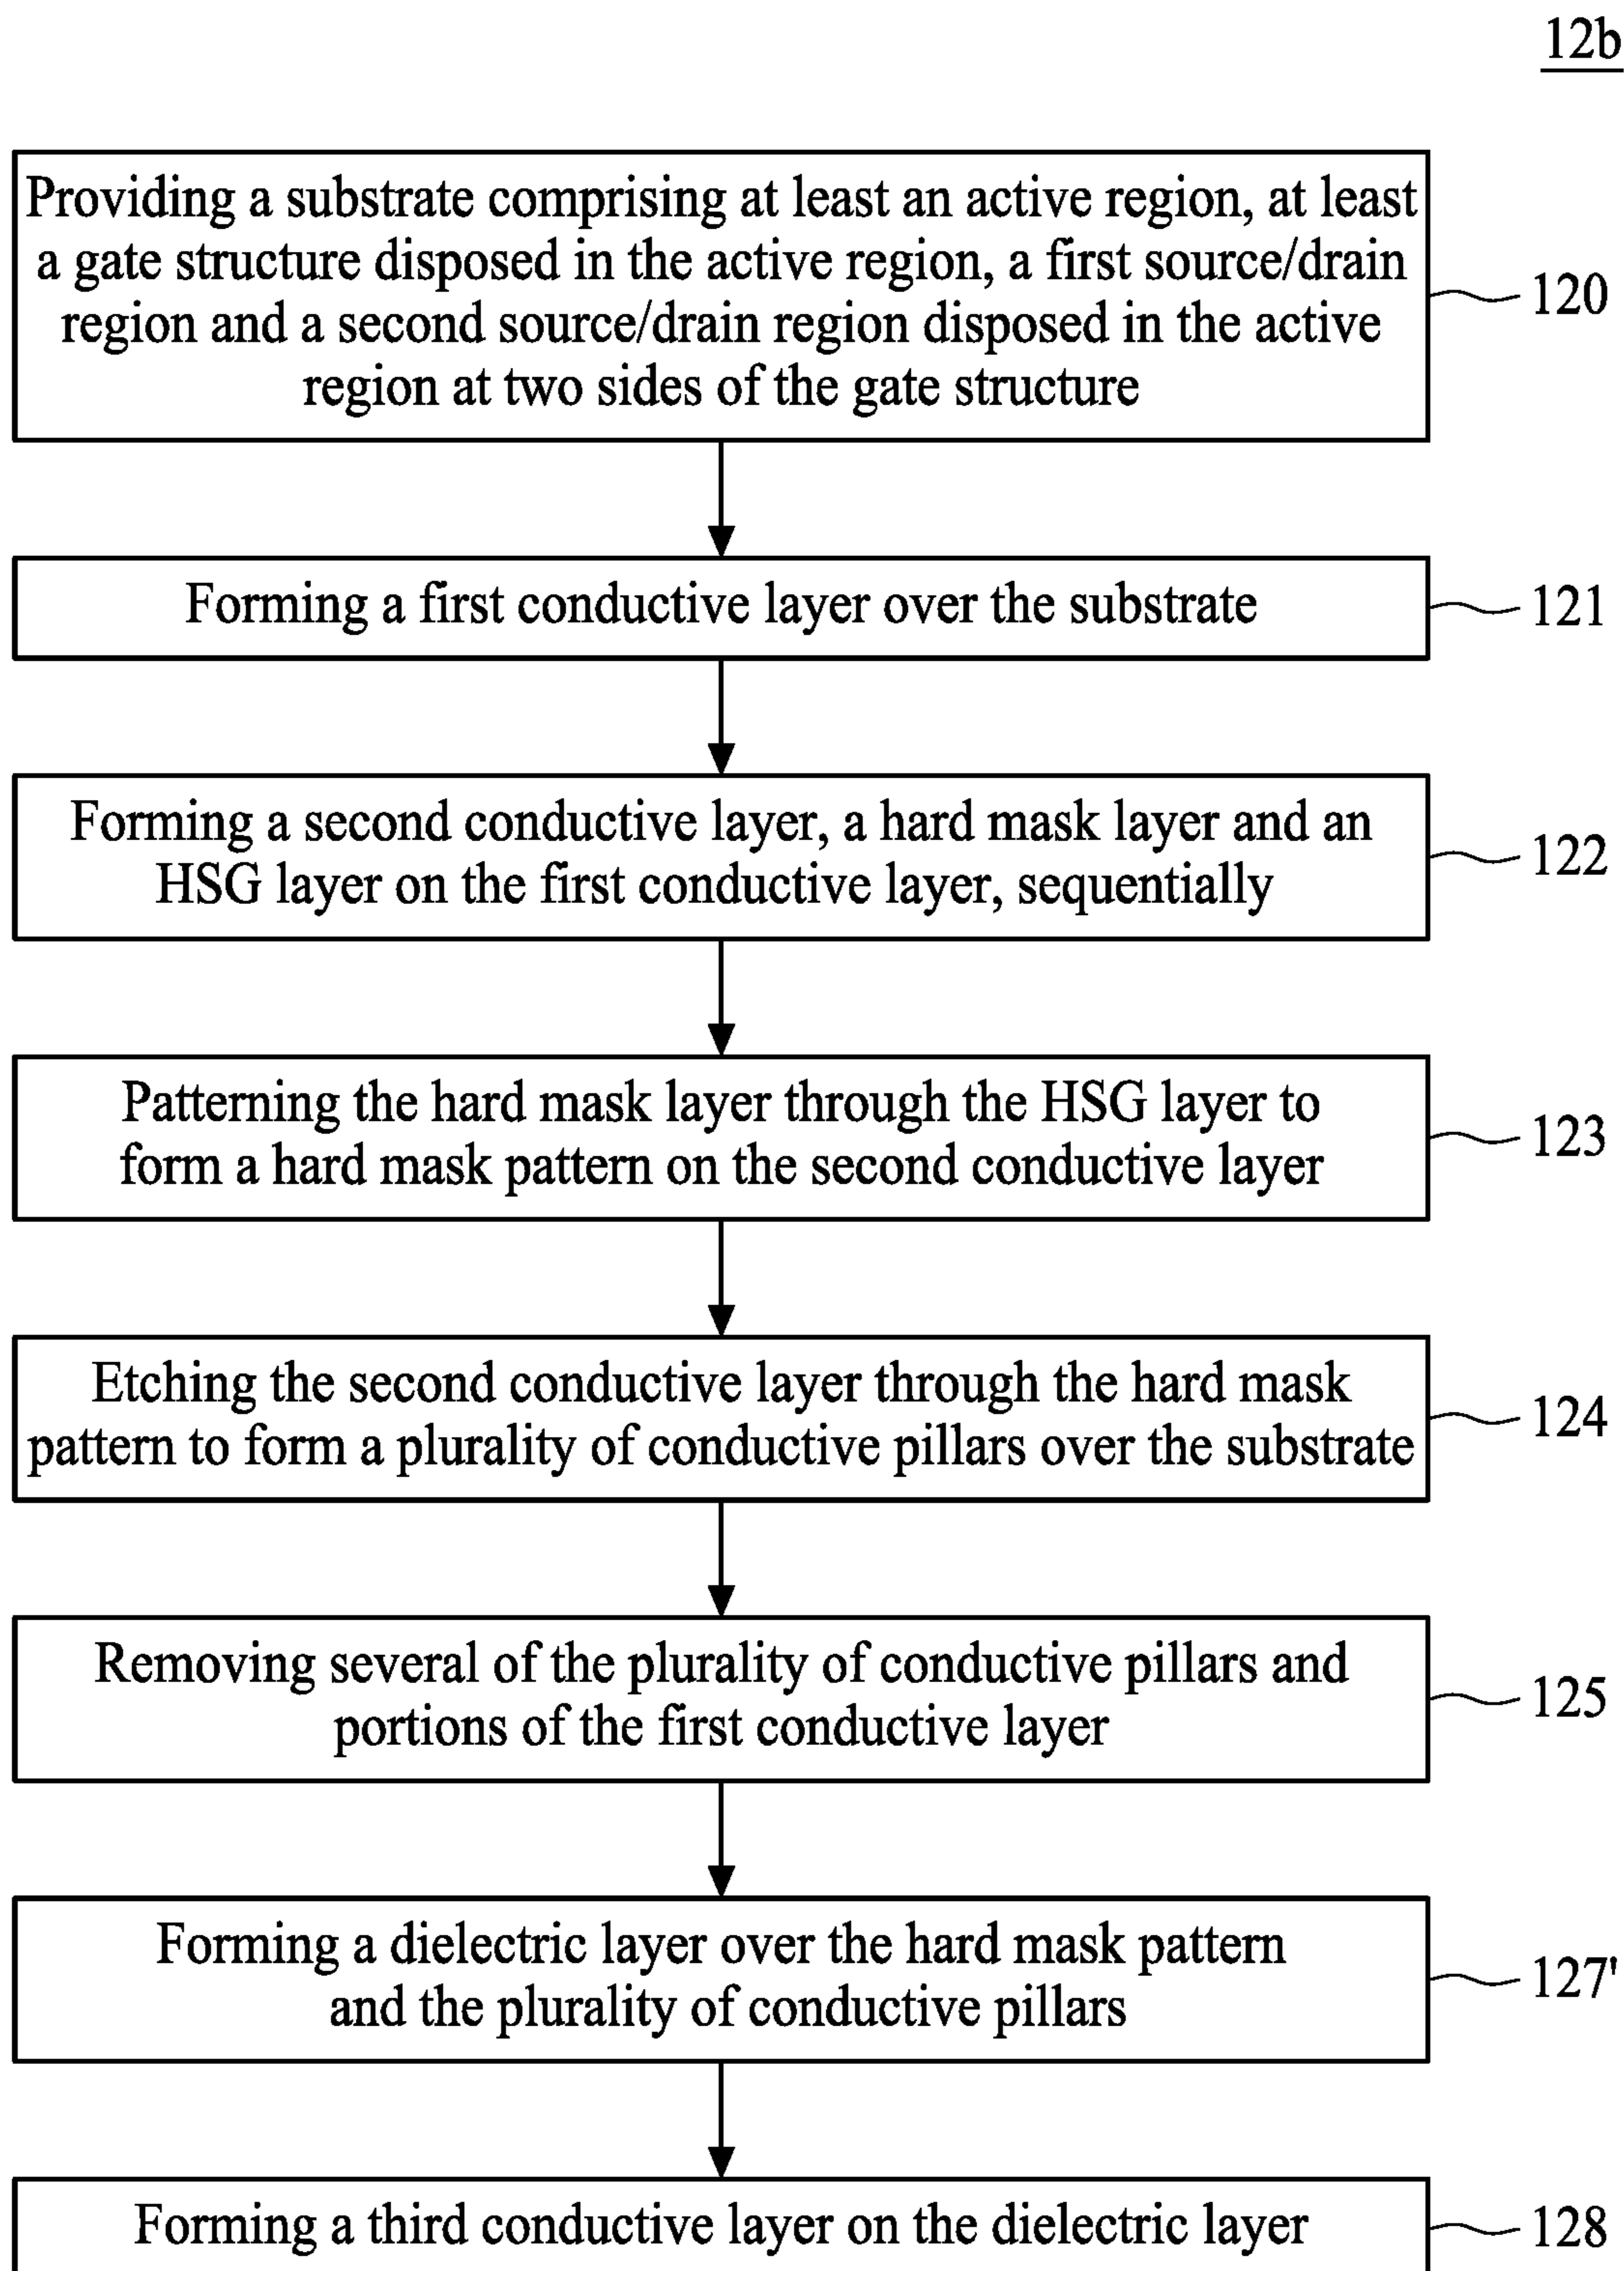 12b
Providing a substrate comprising at least an active region, at least
a gate structure disposed in the active region, a first source/drain
region and a second source/drain region disposed in the active
region at two sides of the gate structure
120
Forming a first conductive layer over the substrate
121
Forming a second conductive layer, a hard mask layer and an
HSG layer on the first conductive layer, sequentially
122
Patterning the hard mask layer through the HSG layer to
form a hard mask pattern on the second conductive layer
123
Etching the second conductive layer through the hard mask
pattern to form a plurality of conductive pillars over the substrate
124
Removing several of the plurality of conductive pillars and
portions of the first conductive layer
125
Forming a dielectric layer over the hard mask pattern
and the plurality of conductive pillars
127'
Forming a third conductive layer on the dielectric layer
128